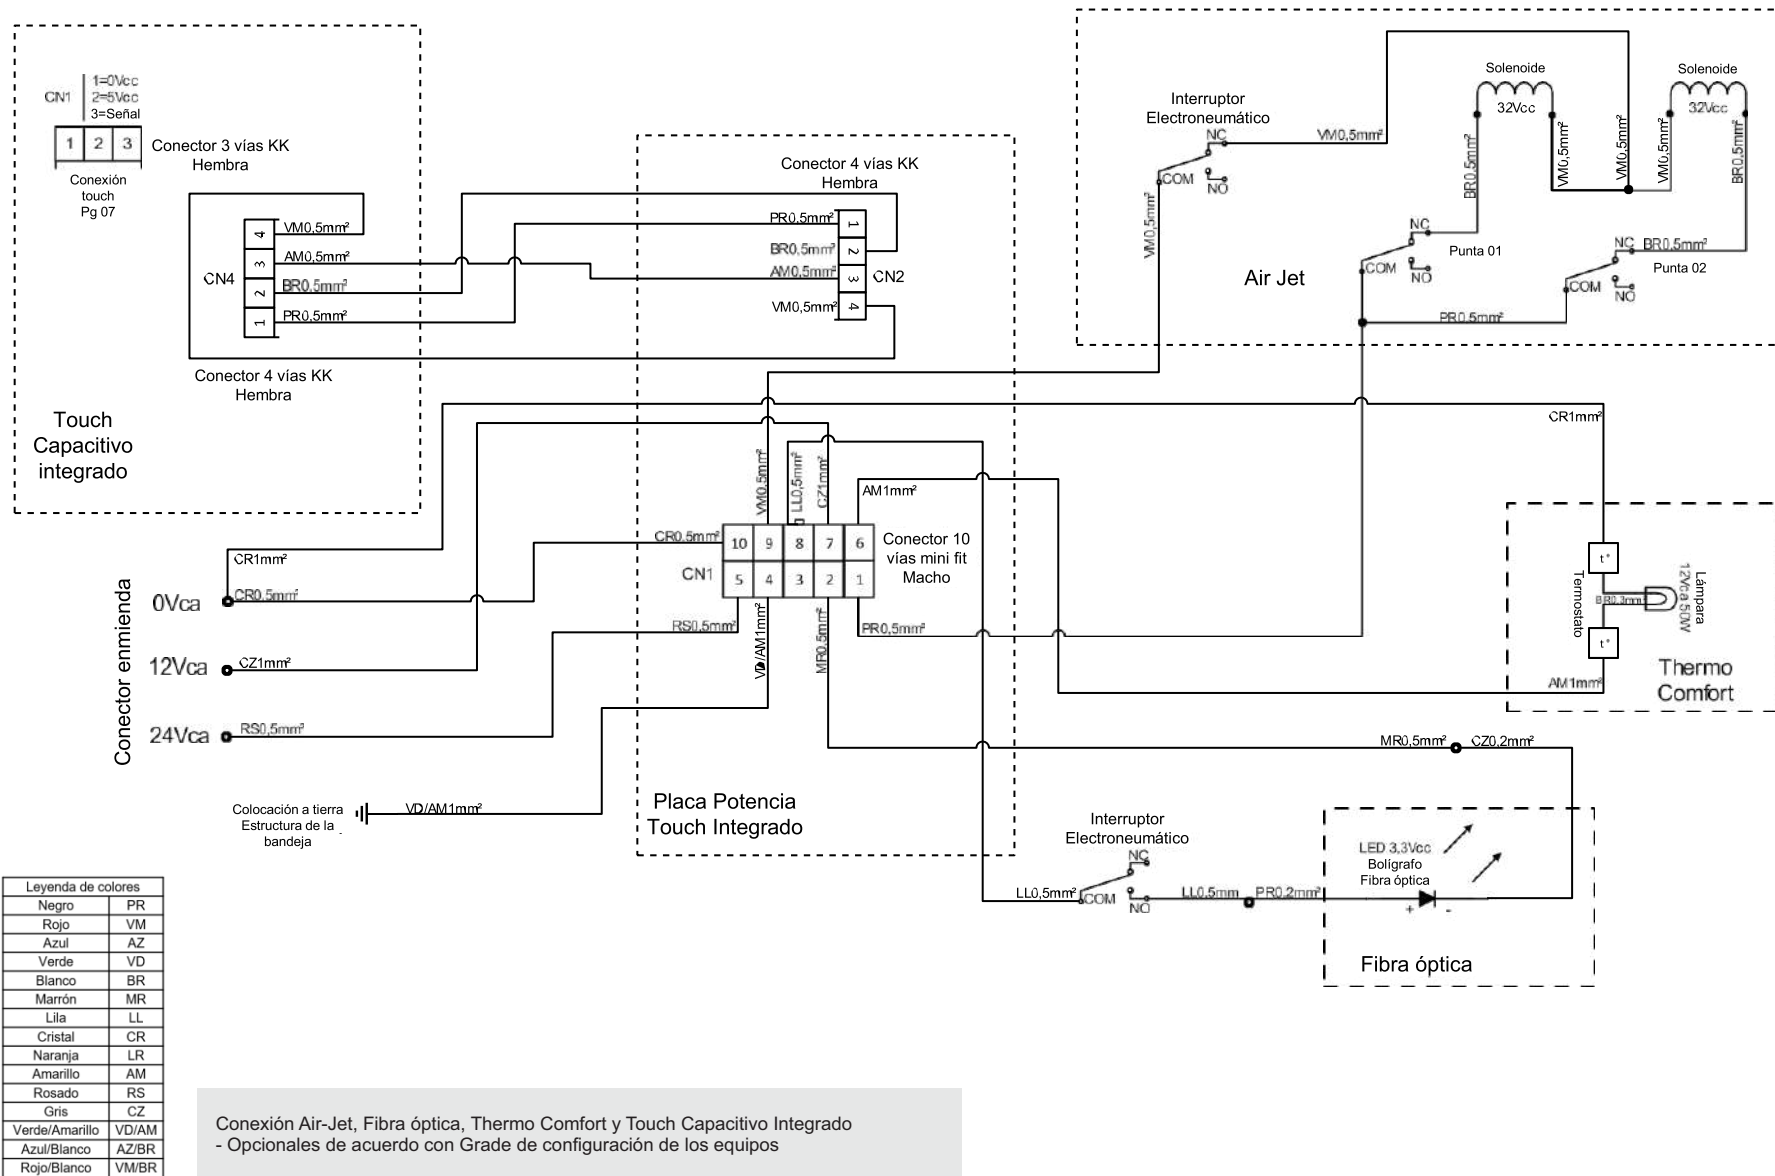 1=0Vcc
CN1
2=5Vcc
3=Señal
1 2 3
Conector 3 vías KK
Hembra
Conexión
touch
Pg 07
4
3
2
1
VM0,5mm²
AM0,5mm²
BR0,5mm²
PR0,5mm²
CN4
Conector 4 vías KK
Hembra
Touch
Capacitivo
integrado
Conector 4 vías KK
Hembra
PR0,5mm²
BR0,5mm²
AM0,5mm²
VM0,5mm²
1
2
3
4
CN2
Interruptor
Electroneumático
NC
COM
NO
VM0,5mm²
VM0,5mm²
Solenoide
32Vcc
Solenoide
32Vcc
BR0,5mm²
VM0,5mm²
VM0,5mm²
VM0,5mm²
BR0,5mm²
NC
COM
NO
Punta 01
NC
BR0,5mm²
COM
NO
Punta 02
Air Jet
PR0,5mm²
CR1mm²
VM0,5mm²
LL0,5mm²
CZ1mm²
AM1mm²
CR0,5mm²
10 9 8 7 6
5 4 3 2 1
CN1
Conector 10
vías mini fit
Macho
RS0,5mm²
VD/AM1mm²
MR0,5mm²
PR0,5mm²
Conector enmienda
CR1mm²
0Vca
CR0,5mm²
12Vca
CZ1mm²
24Vca
RS0,5mm²
Colocación a tierra
Estructura de la
bandeja
VD/AM1mm²
Placa Potencia
Touch Integrado
t°
t°
Termostato
BR0,3mm²
Lámpara
12Vca 50W
AM1mm²
Thermo
Comfort
MR0,5mm²
CZ0,2mm²
Interruptor
Electroneumático
NC
LL0,5mm²
COM
NO
LL0,5mm
PR0,2mm²
LED 3,3Vcc
Bolígrafo
Fibra óptica
+ -
Fibra óptica
Leyenda de colores
Negro PR
Rojo VM
Azul AZ
Verde VD
Blanco BR
Marrón MR
Lila LL
Cristal CR
Naranja LR
Amarillo AM
Rosado RS
Gris CZ
Verde/Amarillo VD/AM
Azul/Blanco AZ/BR
Rojo/Blanco VM/BR
Conexión Air-Jet, Fibra óptica, Thermo Comfort y Touch Capacitivo Integrado
- Opcionales de acuerdo con Grade de configuración de los equipos